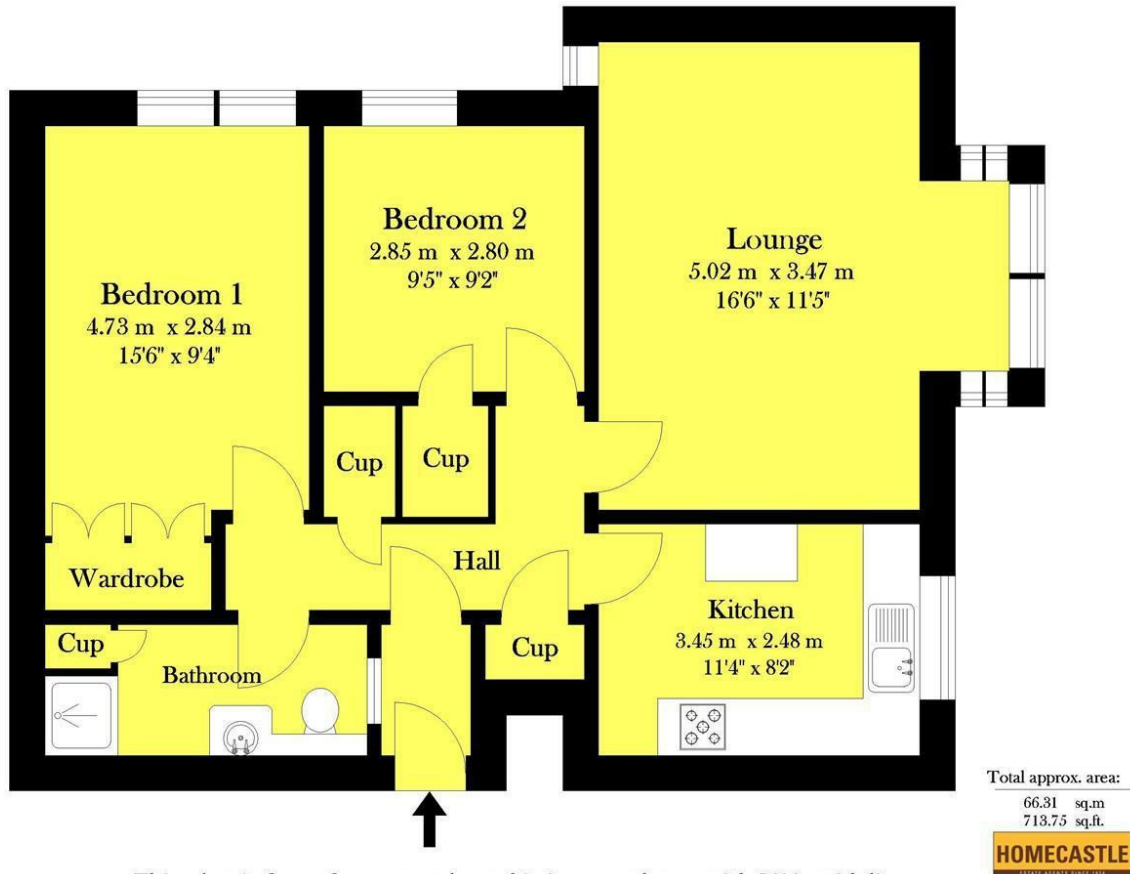 Bedroom 1
4.73 m x 2.84 m
15'6" x 9'4"
Bedroom 2
2.85 m x 2.80 m
9'5" x 9'2"
Lounge
5.02 m x 3.47 m
16'6" x 11'5"
Cup
Cup
Wardrobe
Hall
Cup
Bathroom
Cup
Kitchen
3.45 m x 2.48 m
11'4" x 8'2"
Total approx. area:
66.31 sq.m
713.75 sq.ft.
HOMECASTLE